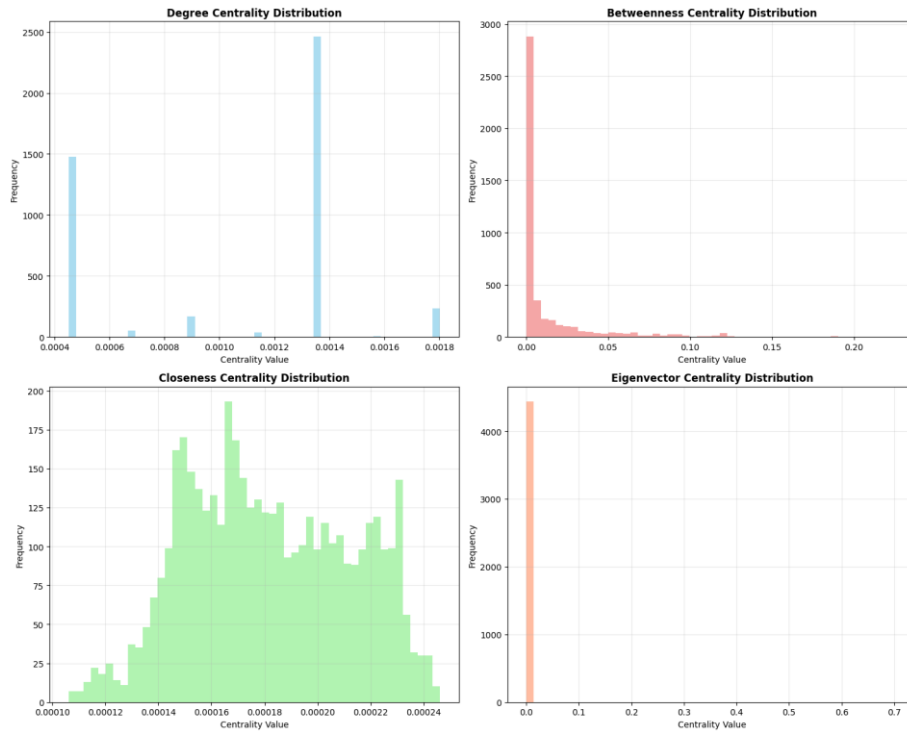 Degree Centrality Distribution
2500
2000
1500
1000
500
0
Frequency
0.0004 0.0006 0.0008 0.0010 0.0012 0.0014 0.0016 0.0018
Centrality Value
Betweenness Centrality Distribution
3000
2500
2000
1500
1000
500
0
Frequency
0.00 0.05 0.10 0.15 0.20
Centrality Value
Closeness Centrality Distribution
200
175
150
125
100
75
50
25
0
Frequency
0.00010 0.00012 0.00014 0.00016 0.00018 0.00020 0.00022 0.00024
Centrality Value
Eigenvector Centrality Distribution
4000
3000
2000
1000
0
Frequency
0.0 0.1 0.2 0.3 0.4 0.5 0.6 0.7
Centrality Value